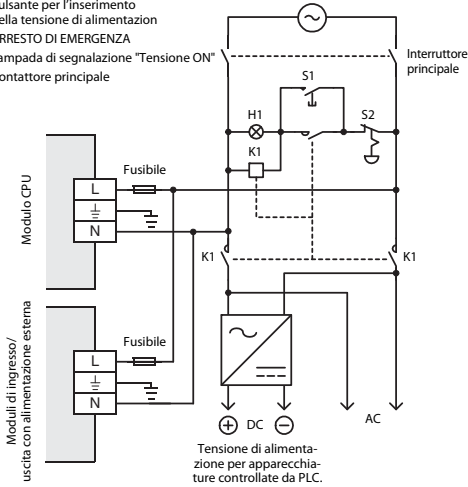 ulsante per l'inserimento
ella tensione di alimentazion
RRESTO DI EMERGENZA
ampada di segnalazione "Tensione ON"
ontattore principale
Interruttore
principale
S1
H1
S2
K1
Fusibile
Modulo CPU
L
N
K1
K1
Fusibile
Moduli di ingresso/
uscita con alimentazione esterna
L
N
DC
AC
Tensione di alimenta-
zione per apparecchia-
ture controllate da PLC.